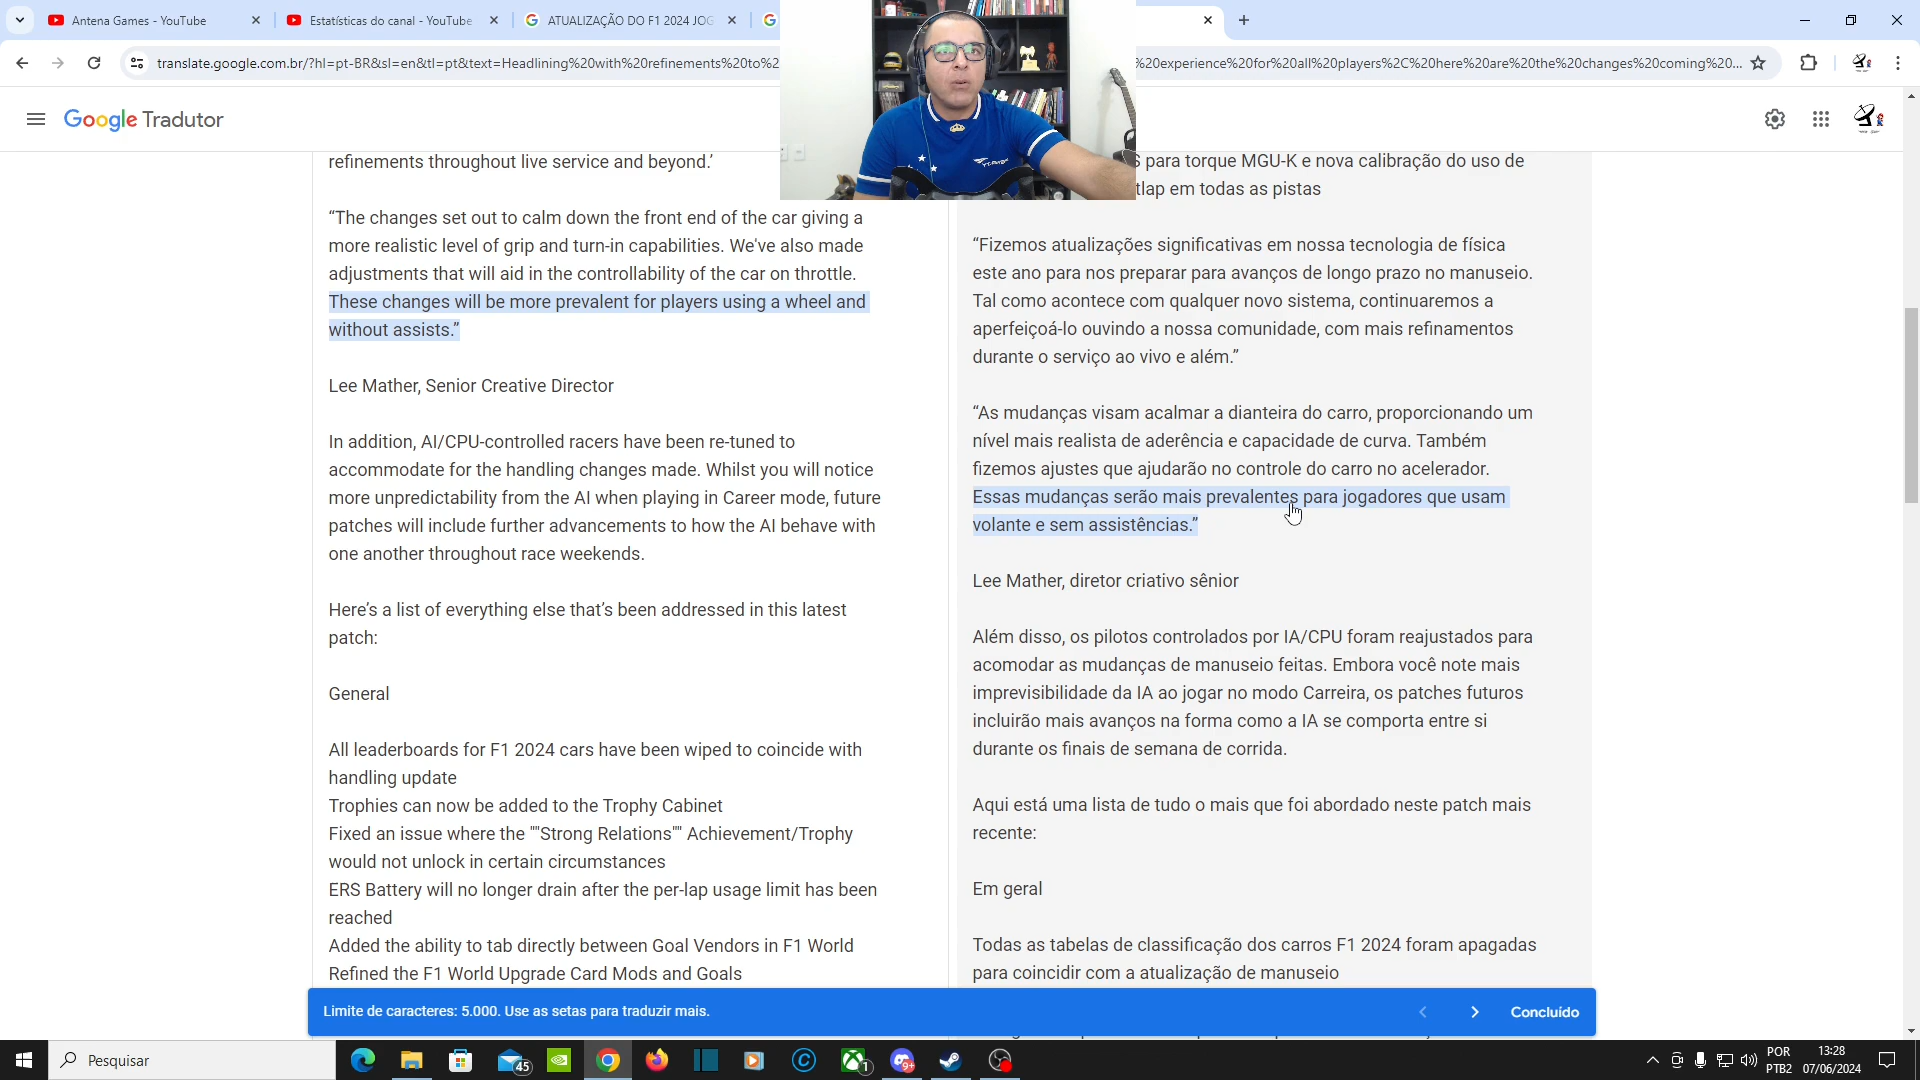 Antena Games - YouTube
Estatísticas do canal - YouTube
ATUALIZAÇÃO DO F1 2024 JOG
translate.google.com.br/?hl=pt-BR&sl=en&tl=pt&text=Headlining%20with%20refinements%20to%2
%20experience%20for%20all%20players%2C%20here%20are%20the%20changes%20coming%20...
Google Tradutor
refinements throughout live service and beyond.’
“The changes set out to calm down the front end of the car giving a
more realistic level of grip and turn-in capabilities. We've also made
adjustments that will aid in the controllability of the car on throttle.
These changes will be more prevalent for players using a wheel and
without assists.”
Lee Mather, Senior Creative Director
In addition, AI/CPU-controlled racers have been re-tuned to
accommodate for the handling changes made. Whilst you will notice
more unpredictability from the AI when playing in Career mode, future
patches will include further advancements to how the AI behave with
one another throughout race weekends.
Here’s a list of everything else that’s been addressed in this latest
patch:
General
All leaderboards for F1 2024 cars have been wiped to coincide with
handling update
Trophies can now be added to the Trophy Cabinet
Fixed an issue where the ""Strong Relations"" Achievement/Trophy
would not unlock in certain circumstances
ERS Battery will no longer drain after the per-lap usage limit has been
reached
Added the ability to tab directly between Goal Vendors in F1 World
Refined the F1 World Upgrade Card Mods and Goals
S para torque MGU-K e nova calibração do uso de
tlap em todas as pistas
“Fizemos atualizações significativas em nossa tecnologia de física
este ano para nos preparar para avanços de longo prazo no manuseio.
Tal como acontece com qualquer novo sistema, continuaremos a
aperfeiçoá-lo ouvindo a nossa comunidade, com mais refinamentos
durante o serviço ao vivo e além.”
“As mudanças visam acalmar a dianteira do carro, proporcionando um
nível mais realista de aderência e capacidade de curva. Também
fizemos ajustes que ajudarão no controle do carro no acelerador.
Essas mudanças serão mais prevalentes para jogadores que usam
volante e sem assistências.”
Lee Mather, diretor criativo sênior
Além disso, os pilotos controlados por IA/CPU foram reajustados para
acomodar as mudanças de manuseio feitas. Embora você note mais
imprevisibilidade da IA ao jogar no modo Carreira, os patches futuros
incluirão mais avanços na forma como a IA se comporta entre si
durante os finais de semana de corrida.
Aqui está uma lista de tudo o mais que foi abordado neste patch mais
recente:
Em geral
Todas as tabelas de classificação dos carros F1 2024 foram apagadas
para coincidir com a atualização de manuseio
Limite de caracteres: 5.000. Use as setas para traduzir mais.
Concluído
Pesquisar
45
1
9+
POR
PTB2
13:28
07/06/2024